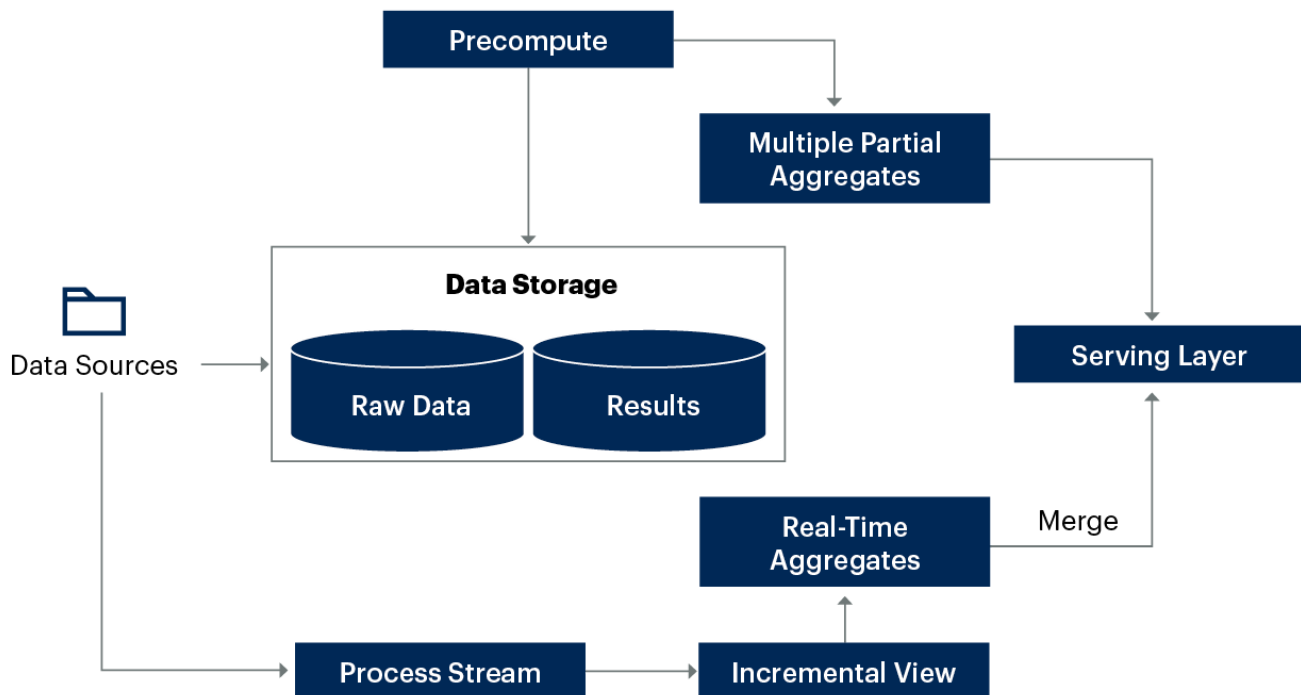 Precompute
Multiple Partial
Aggregates
Data Storage
Data Sources
Raw Data
Results
Serving Layer
Real-Time
Aggregates
Merge
Process Stream
Incremental View